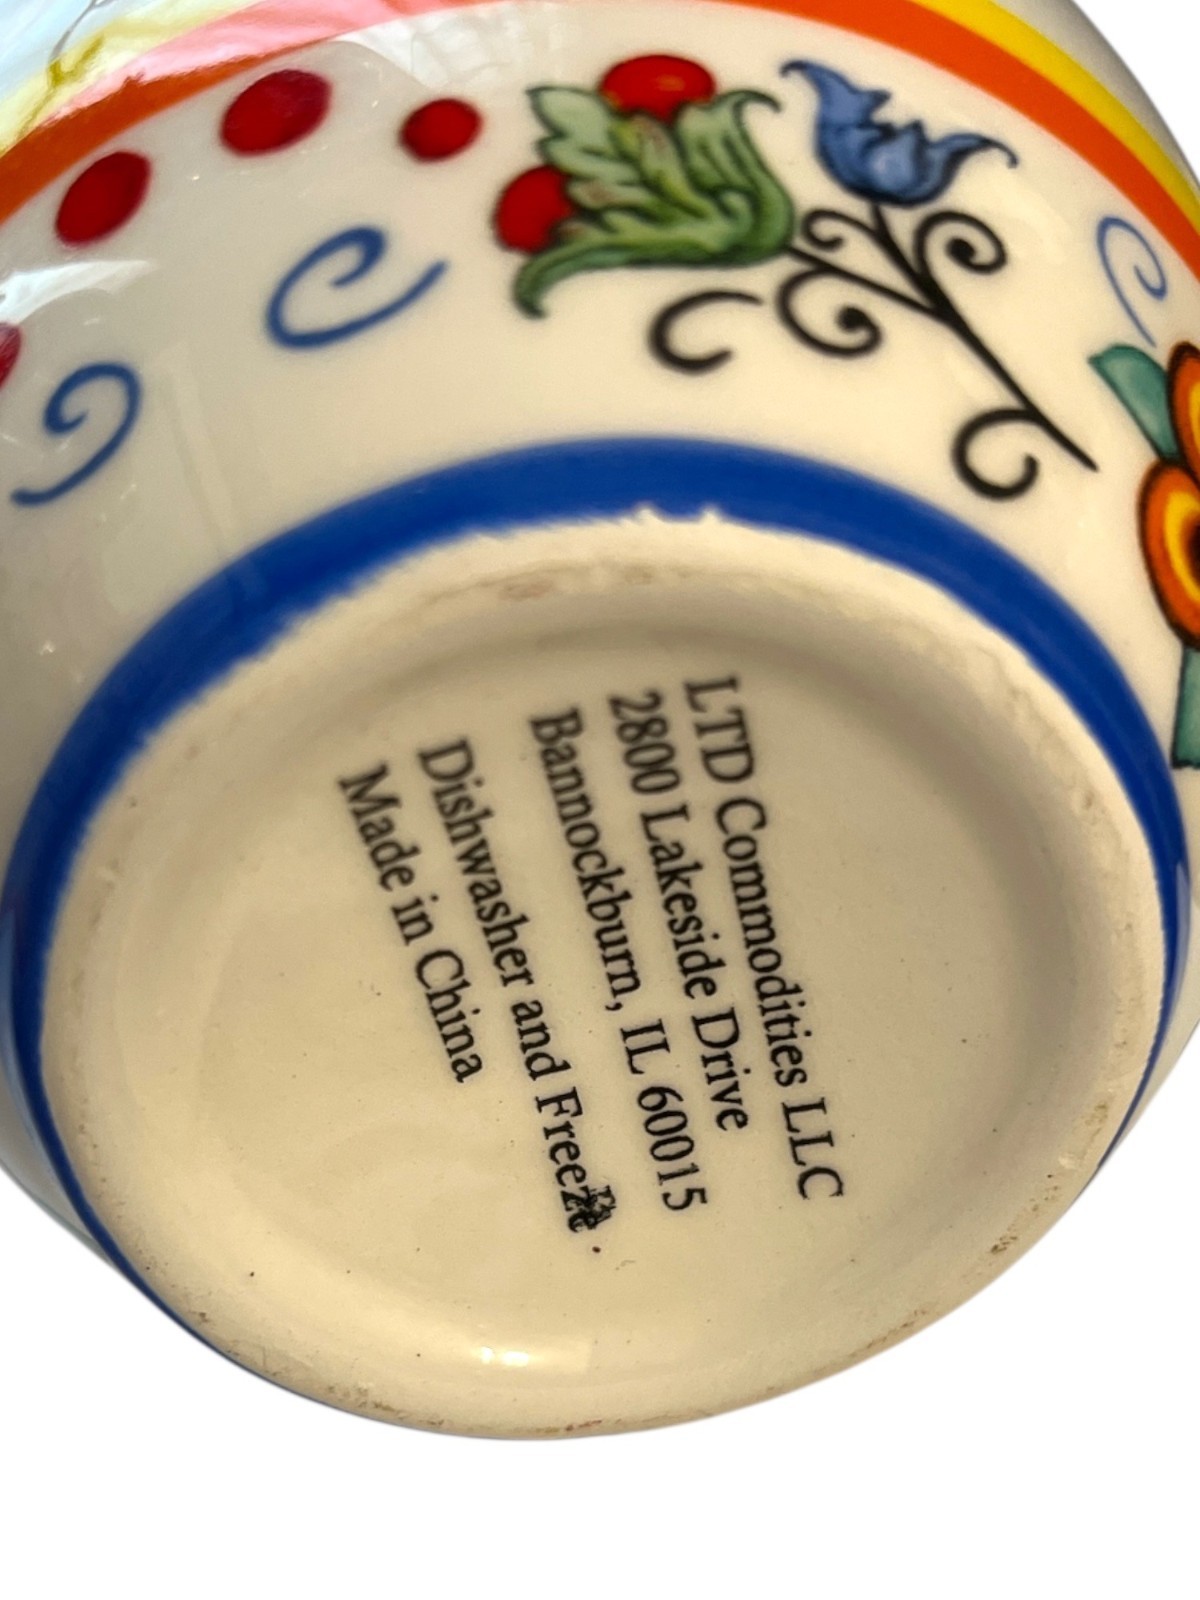 LTD Commodities LLC
2800 Lakeside Drive
Bannockburn, IL 60015
Dishwasher and Freeze
Made in China